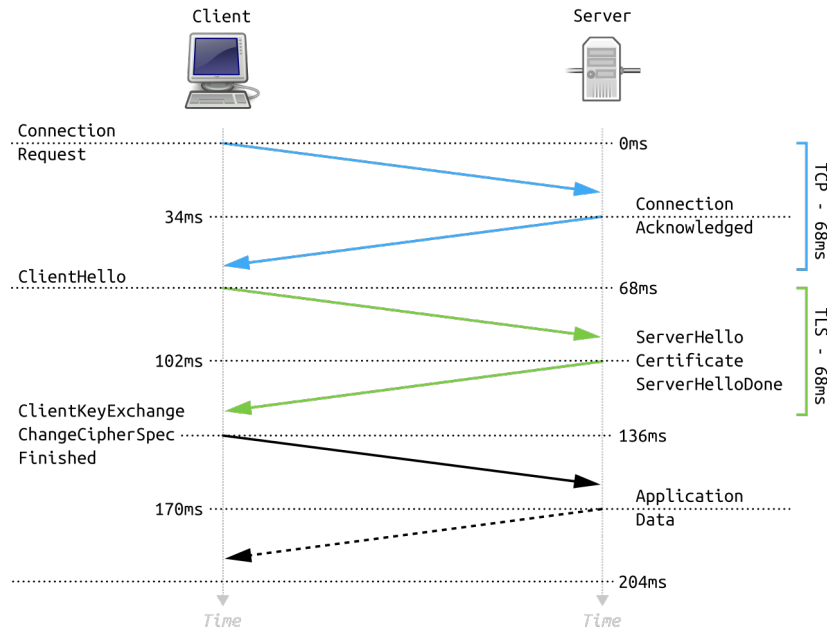 Client
Server
Connection
Request
0ms
34ms
Connection
Acknowledged
TCP - 68ms
ClientHello
68ms
102ms
ServerHello
Certificate
ServerHelloDone
TLS - 68ms
ClientKeyExchange
ChangeCipherSpec
Finished
136ms
170ms
Application
Data
204ms
Time
Time